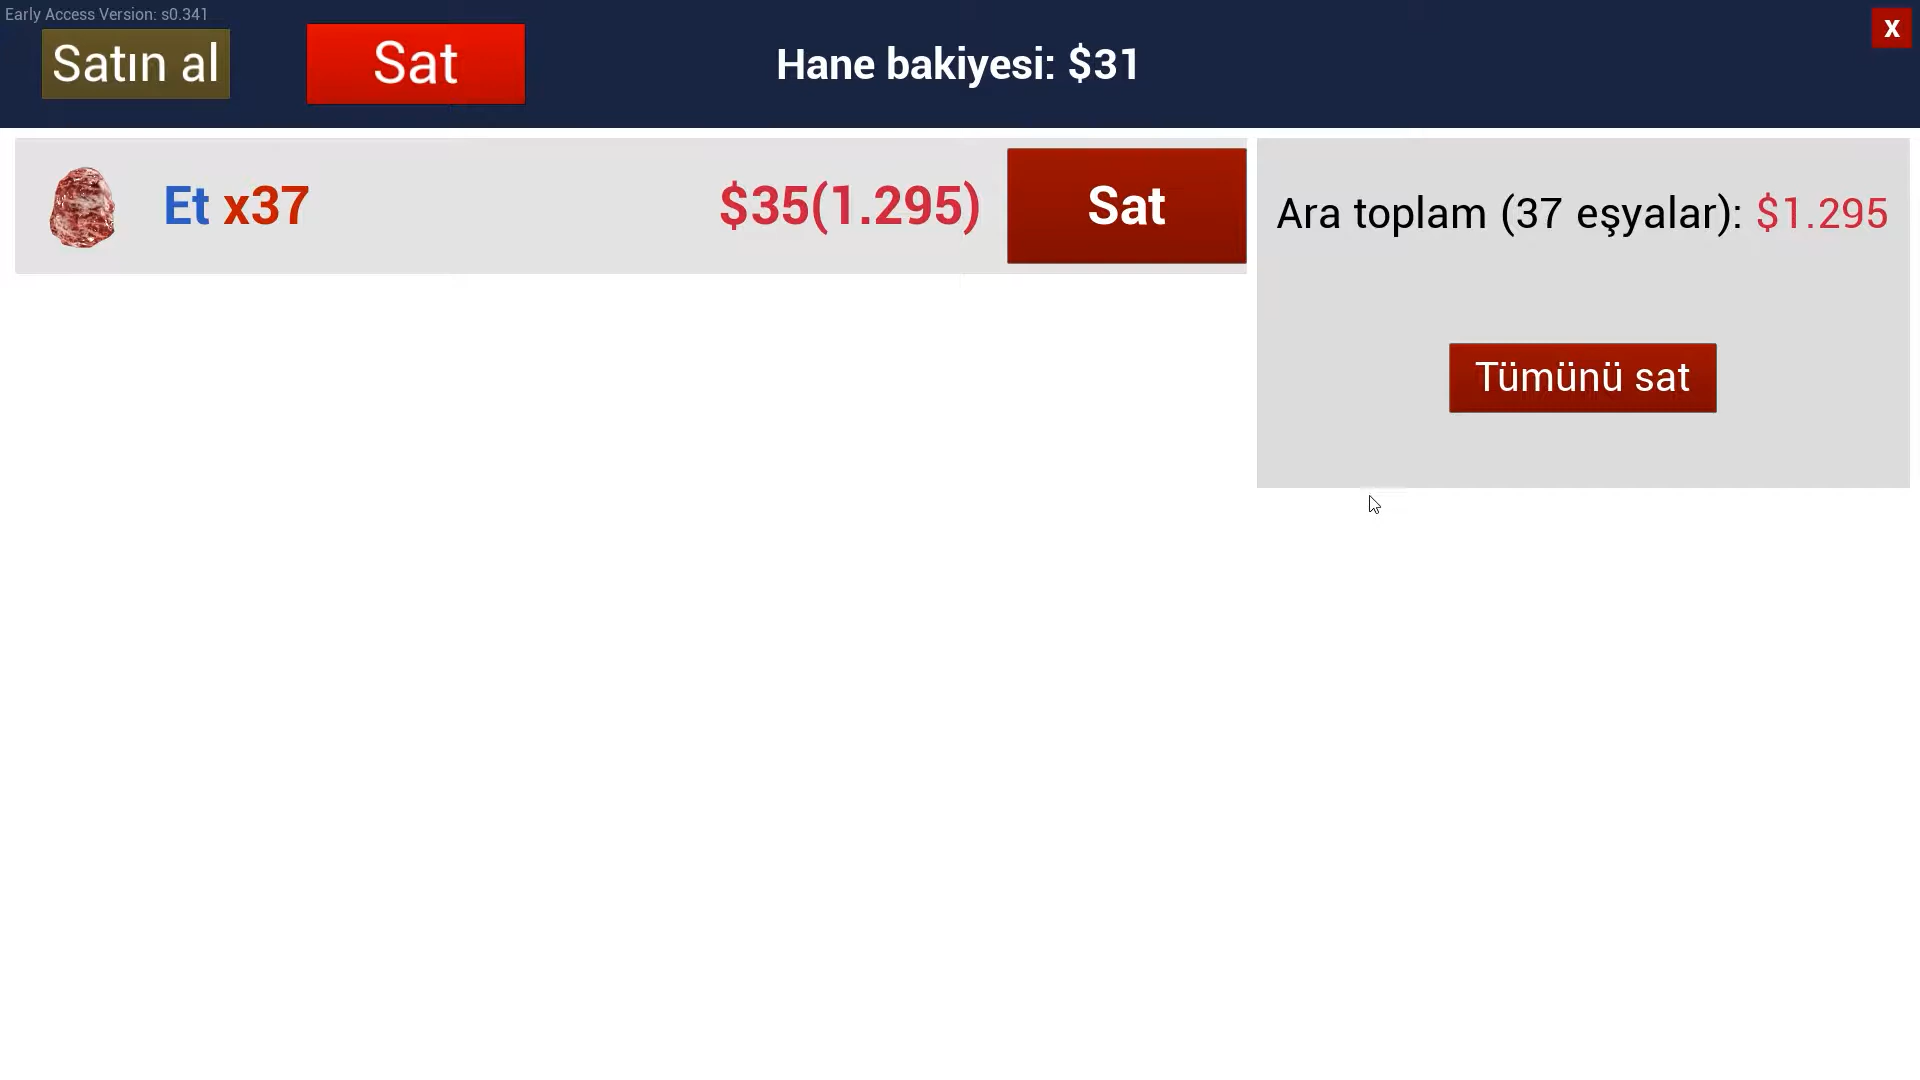 Early Access Version: s0.341
Satın al
Sat
Hane bakiyesi: $31
X
Et x37
$35(1.295)
Sat
Ara toplam (37 eşyalar): $1.295
Tümünü sat